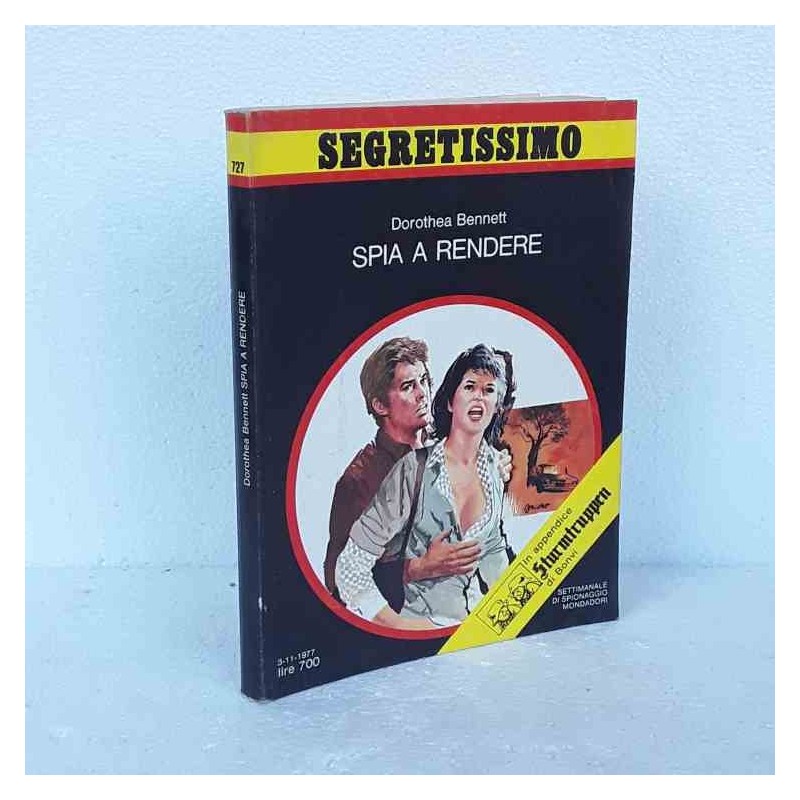 727
Dorothea Bennett SPIA A RENDERE
SEGRETISSIMO
Dorothea Bennett
SPIA A RENDERE
in appendice
Sturmtruppen
di Bonvi
SETTIMANALE
DI SPIONAGGIO
MONDADORI
3-11-1977
lire 700